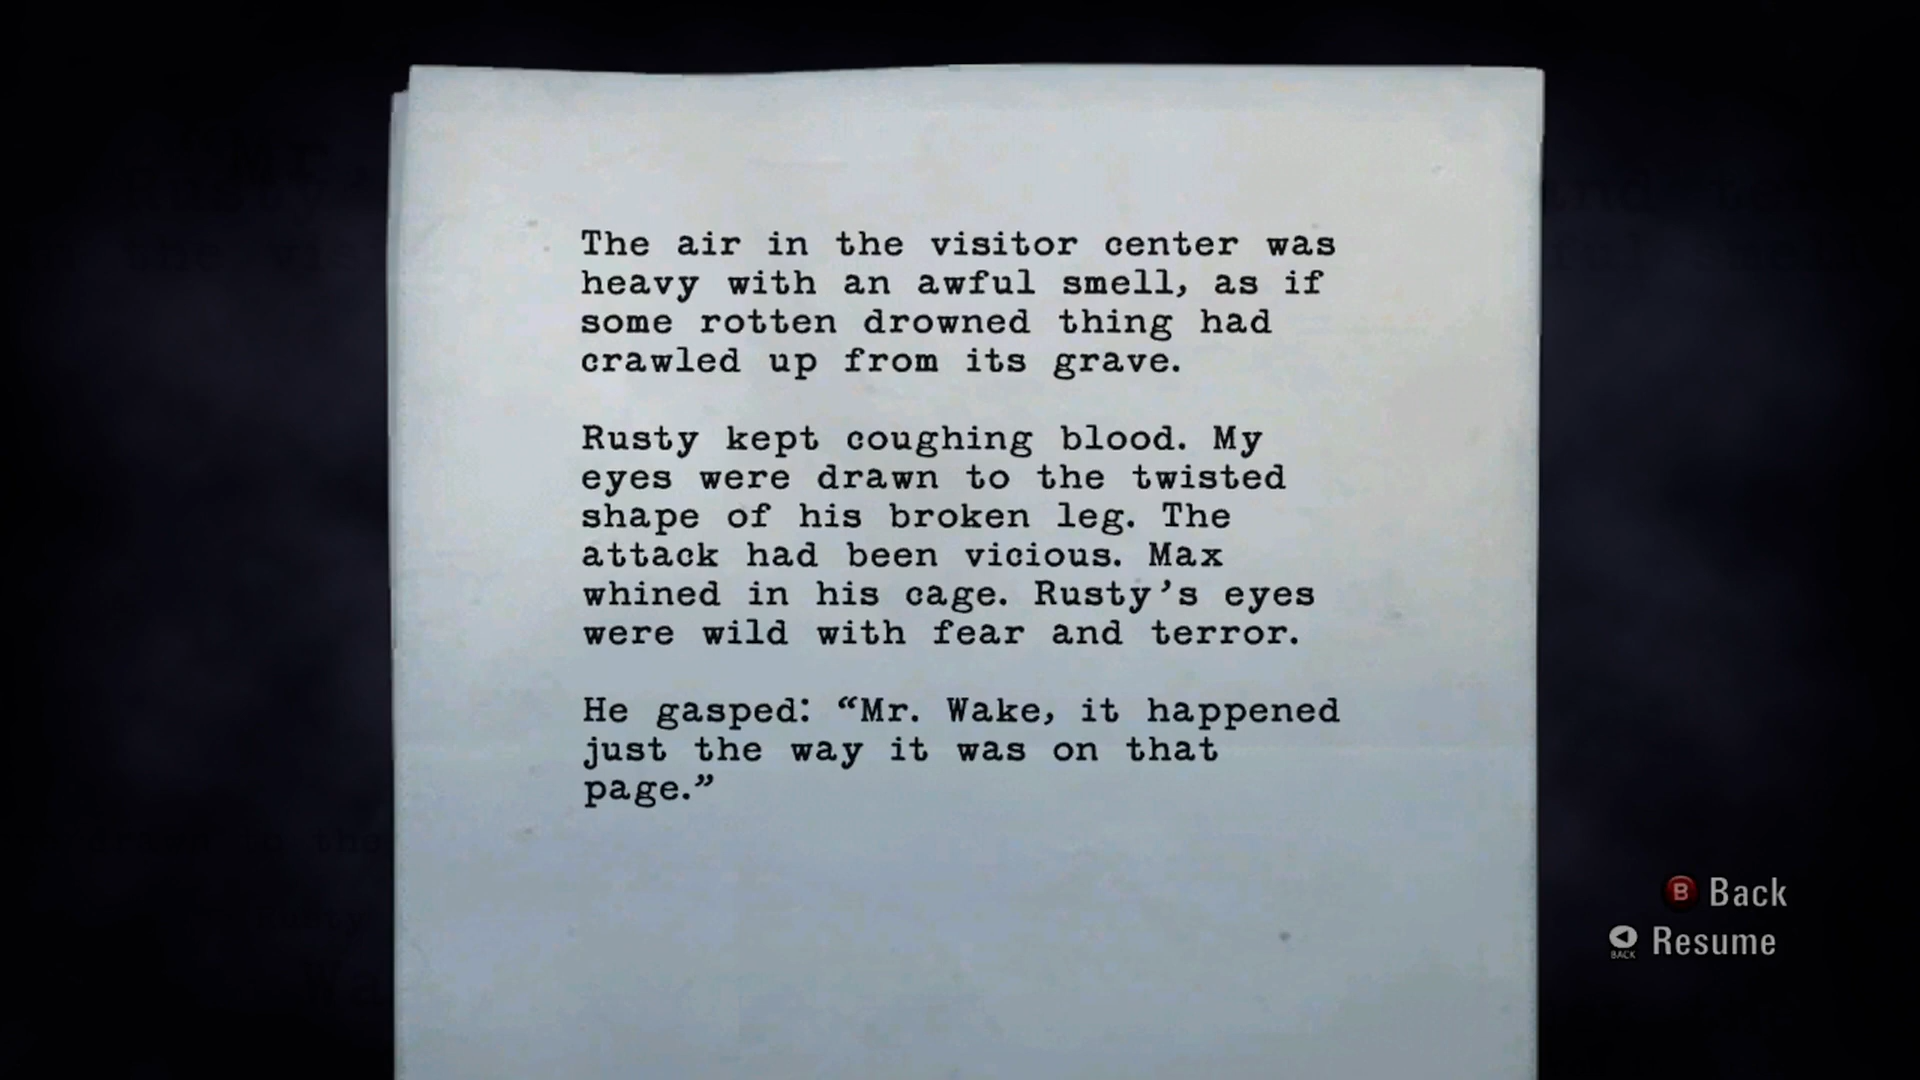 The air in the visitor center was
heavy with an awful smell, as if
some rotten drowned thing had
crawled up from its grave.
Rusty kept coughing blood. My
eyes were drawn to the twisted
shape of his broken leg. The
attack had been vicious. Max
whined in his cage. Rusty’s eyes
were wild with fear and terror.
He gasped: “Mr. Wake, it happened
just the way it was on that
page.”
B Back
BACK Resume